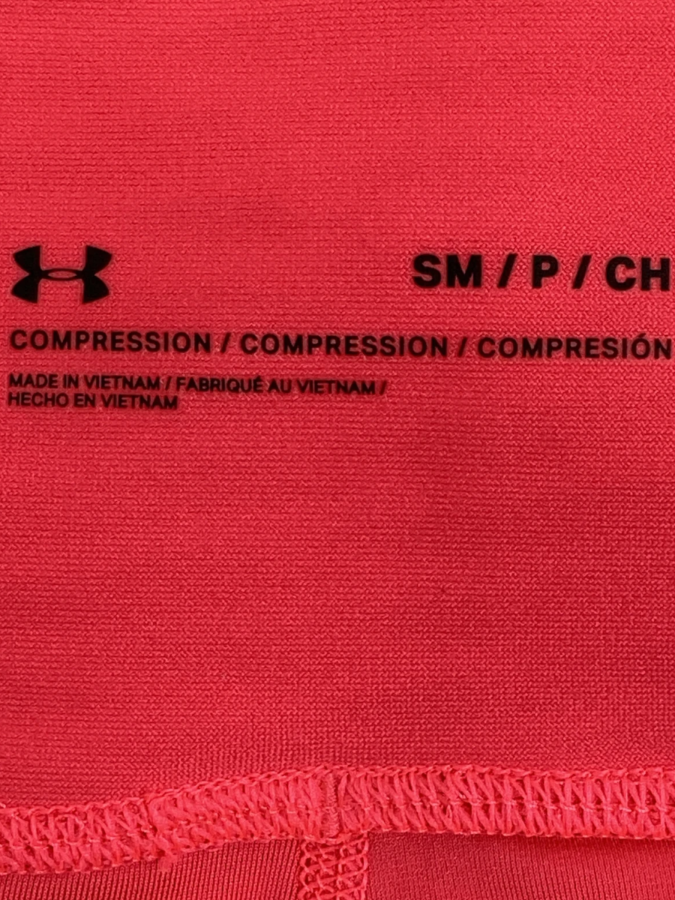 SM / P / CH
COMPRESSION / COMPRESSION / COMPRESIÓN
MADE IN VIETNAM / FABRIQUÉ AU VIETNAM /
HECHO EN VIETNAM